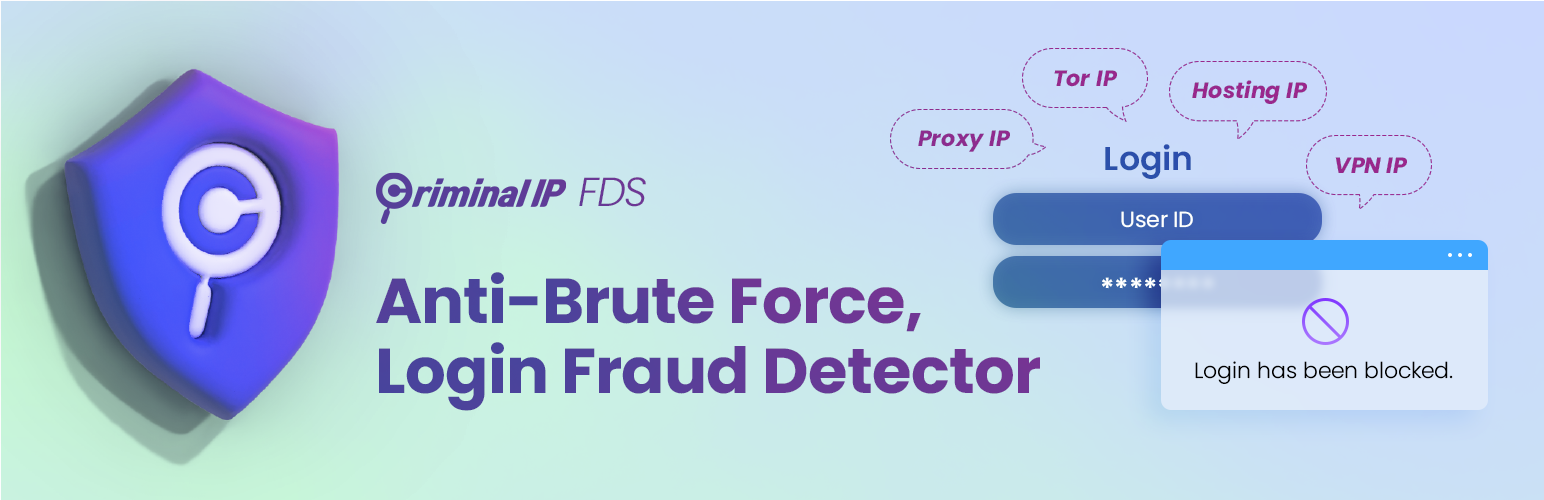 Criminal IP FDS
Anti-Brute Force,
Login Fraud Detector
Proxy IP
Tor IP
Hosting IP
VPN IP
Login
User ID
*********
Login has been blocked.